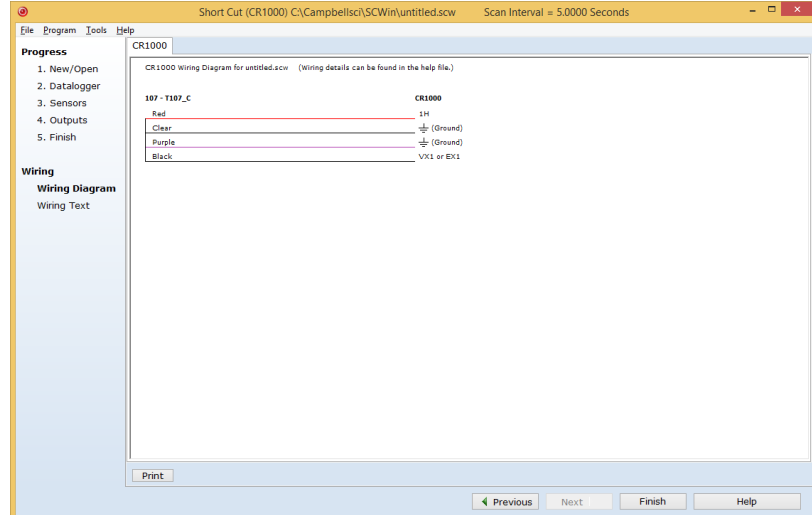 Short Cut (CR1000) C:\Campbellsci\SCWin\untitled.scw Scan Interval = 5.0000 Seconds
File Program Tools Help
Progress
1. New/Open
2. Datalogger
3. Sensors
4. Outputs
5. Finish
Wiring
Wiring Diagram
Wiring Text
CR1000
CR1000 Wiring Diagram for untitled.scw (Wiring details can be found in the help file.)
107 - T107_C CR1000
Red 1H
Clear (Ground)
Purple (Ground)
Black VX1 or EX1
Print
Previous Next Finish Help